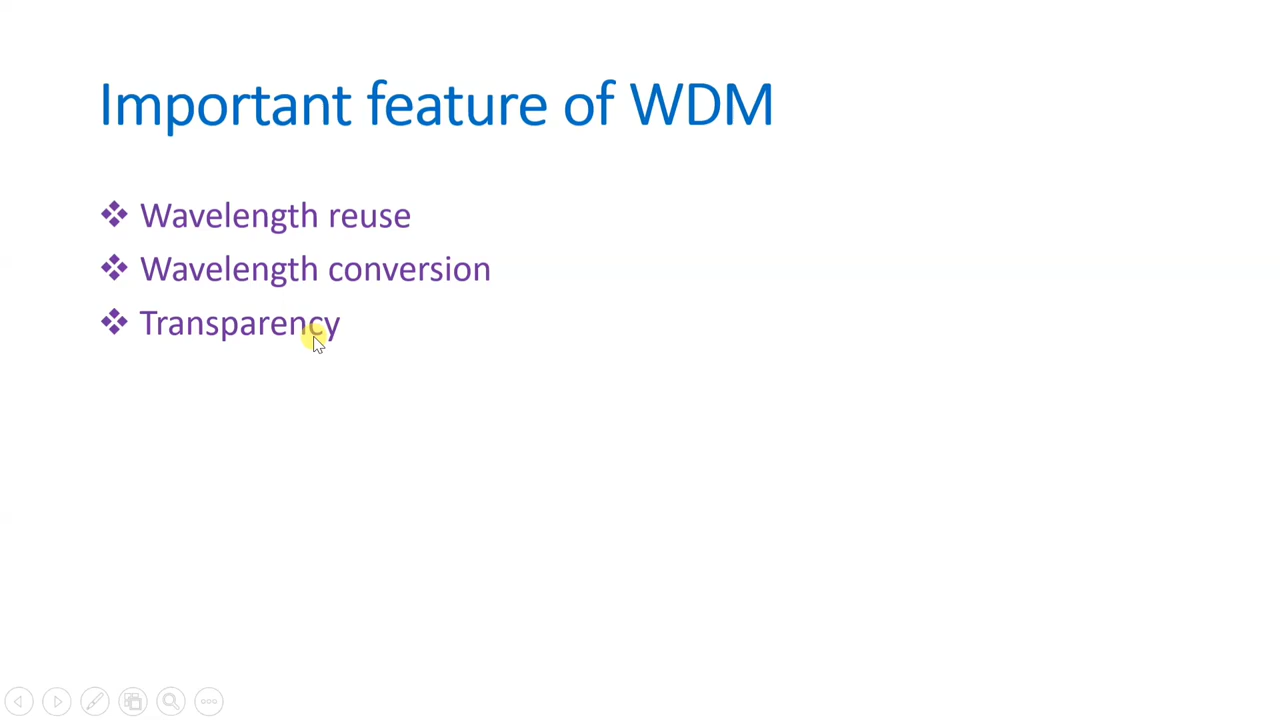 Important feature of WDM
Wavelength reuse
Wavelength conversion
Transparency